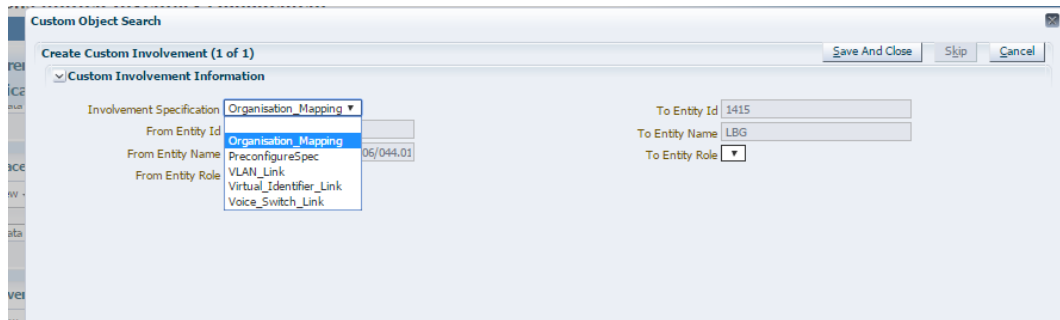 Custom Object Search
Create Custom Involvement (1 of 1)
Save And Close
Skip
Cancel
Custom Involvement Information
Involvement Specification Organisation_Mapping
To Entity Id 1415
From Entity Id
To Entity Name LBG
Organisation_Mapping
From Entity Name
06/044.01
To Entity Role
PreconfigureSpec
VLAN_Link
From Entity Role
Virtual_Identifier_Link
Voice_Switch_Link